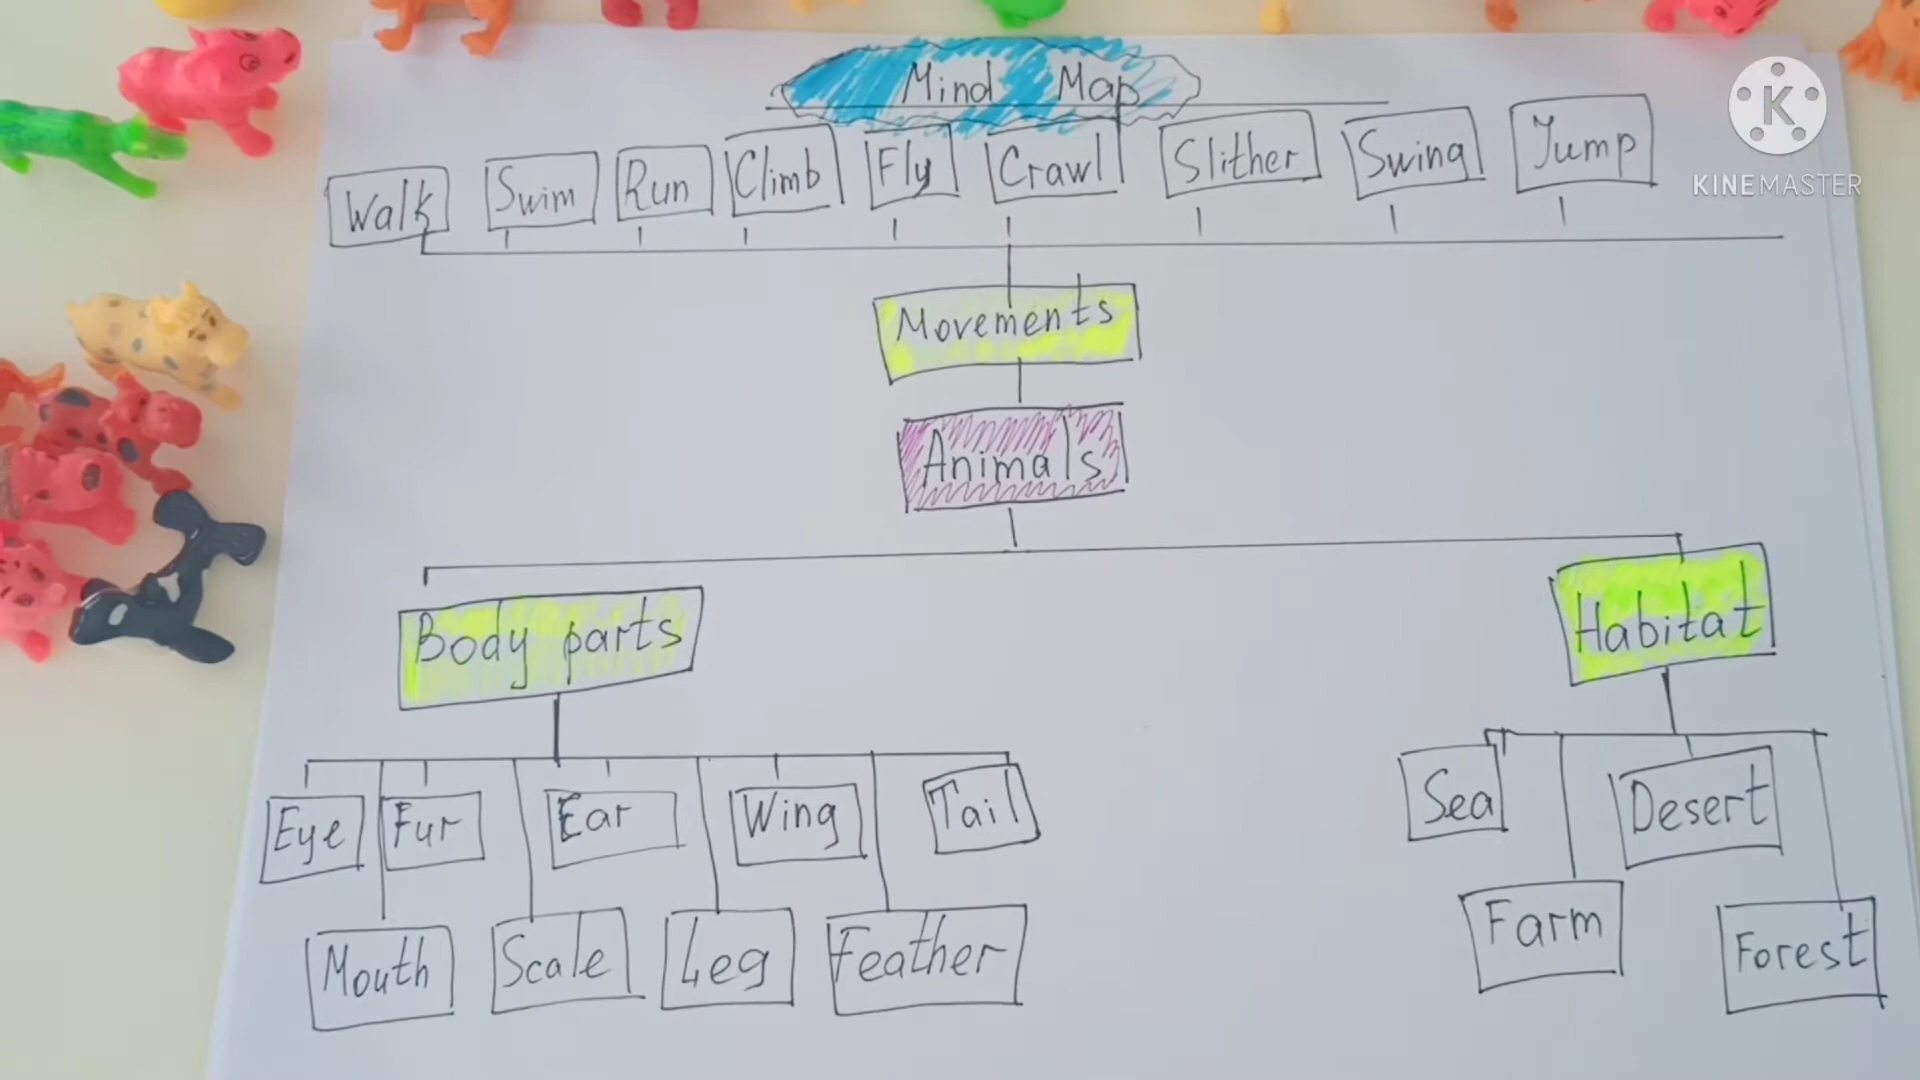 Mind Map
K
KINEMASTER
Walk Swim Run Climb Fly Crawl Slither Swing Jump
Movements
Animals
Body parts Habitat
Eye Fur Ear Wing Tail Sea Desert
Mouth Scale Leg Feather Farm Forest